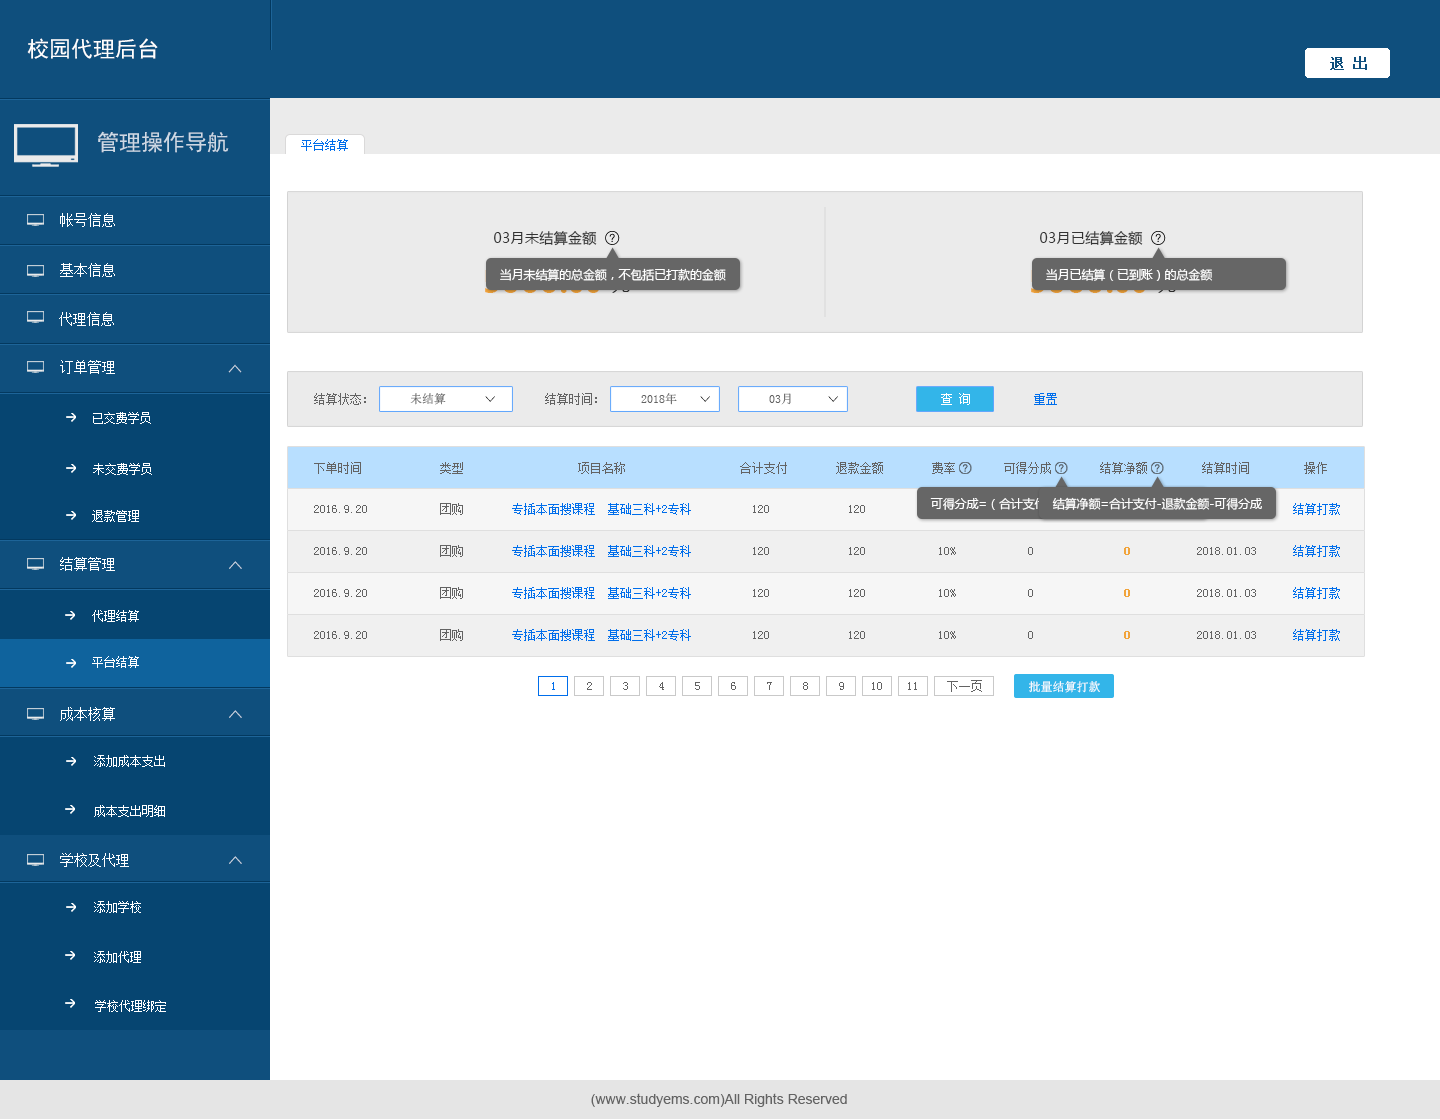 校园代理后台
退 出
管理操作导航
平台结算
帐号信息
基本信息
代理信息
订单管理
已交费学员
未交费学员
退款管理
结算管理
代理结算
平台结算
成本核算
添加成本支出
成本支出明细
学校及代理
添加学校
添加代理
学校代理绑定
03月未结算金额
当月未结算的总金额，不包括已打款的金额
03月已结算金额
当月已结算（已到账）的总金额
结算状态： 未结算 结算时间： 2018年 03月 查 询 重置
下单时间 类型 项目名称 合计支付 退款金额 费率 可得分成 结算净额 结算时间 操作
可得分成=（合计支付 结算净额=合计支付-退款金额-可得分成
2016.9.20 团购 专插本面搜课程 基础三科+2专科 120 120 结算打款
2016.9.20 团购 专插本面搜课程 基础三科+2专科 120 120 10% 0 0 2018.01.03 结算打款
2016.9.20 团购 专插本面搜课程 基础三科+2专科 120 120 10% 0 0 2018.01.03 结算打款
2016.9.20 团购 专插本面搜课程 基础三科+2专科 120 120 10% 0 0 2018.01.03 结算打款
1 2 3 4 5 6 7 8 9 10 11 下一页 批量结算打款
(www.studyems.com)All Rights Reserved